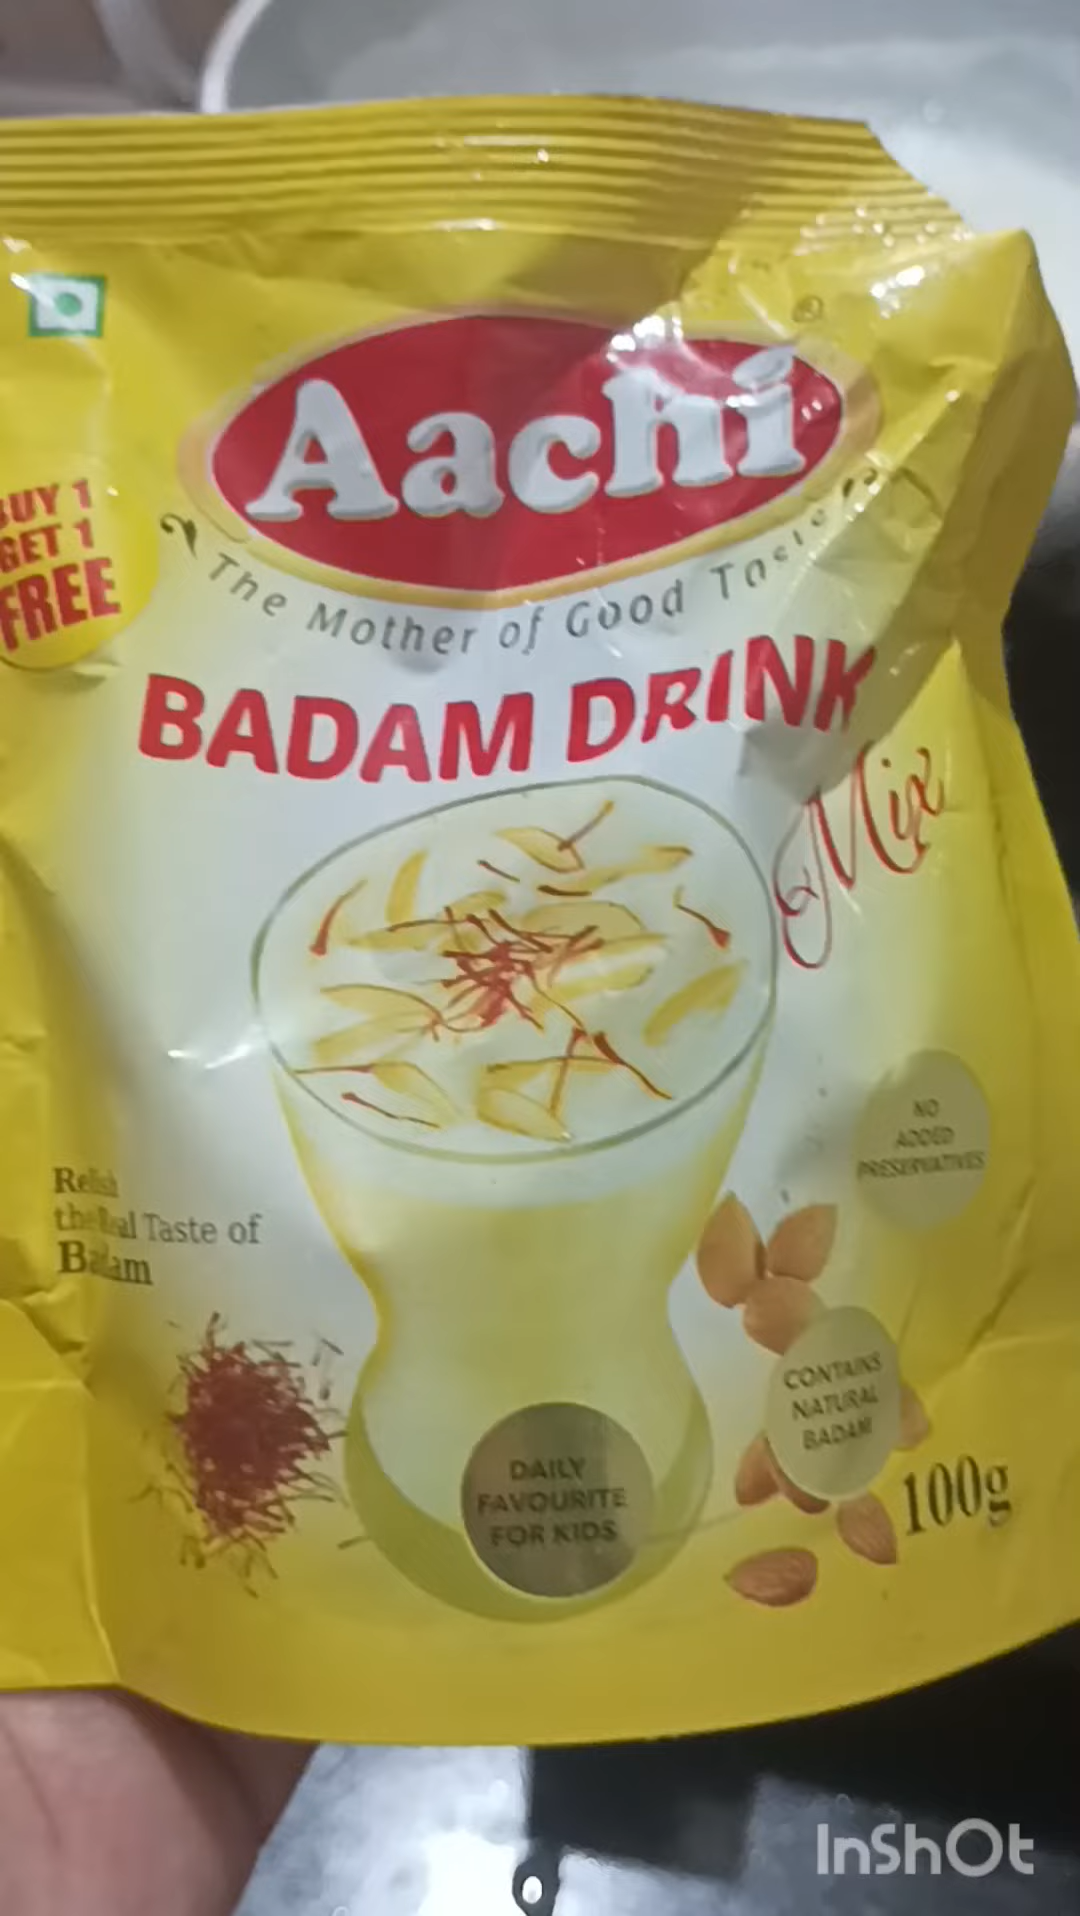 Aachi
®
The Mother of Good Taste
BUY 1
GET 1
FREE
BADAM DRINK
Mix
NO
ADDED
PRESERVATIVES
Relish
the Real Taste of
Badam
CONTAINS
NATURAL
BADAM
DAILY
FAVOURITE
FOR KIDS
100g
InShOt